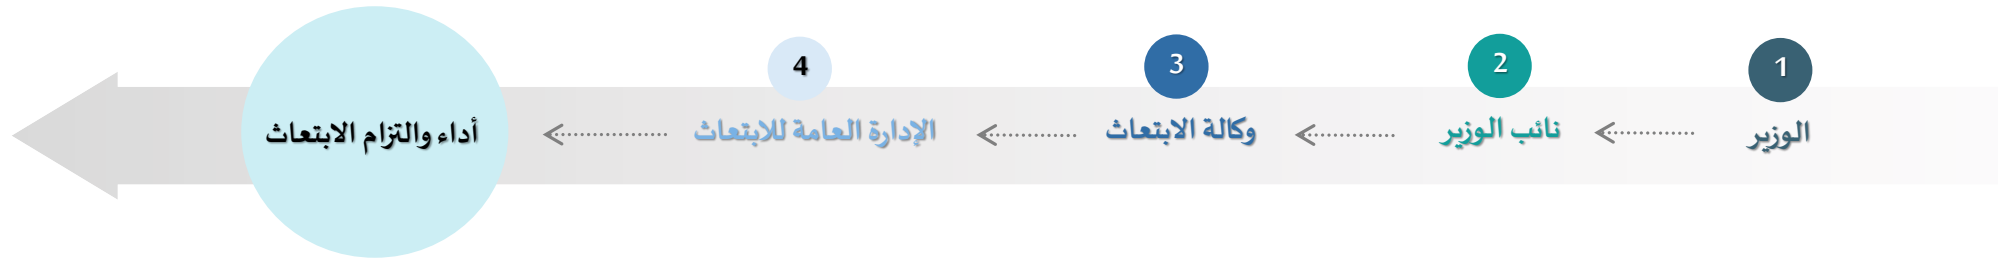 1
الوزير
2
نائب الوزير
3
وكالة الابتعاث
4
الإدارة العامة للابتعاث
أداء والتزام الابتعاث